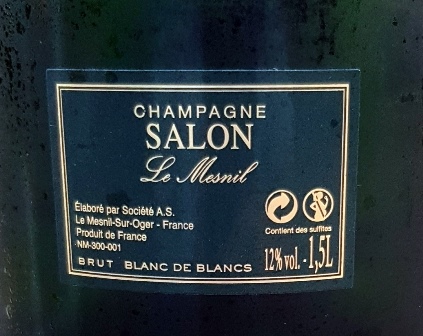 CHAMPAGNE
SALON
Le Mesnil
Élaboré par Société A.S.
Le Mesnil-Sur-Oger - France
Produit de France
NM-300-001
Contient des sulfites
BRUT BLANC DE BLANCS 12% vol. - 1,5L